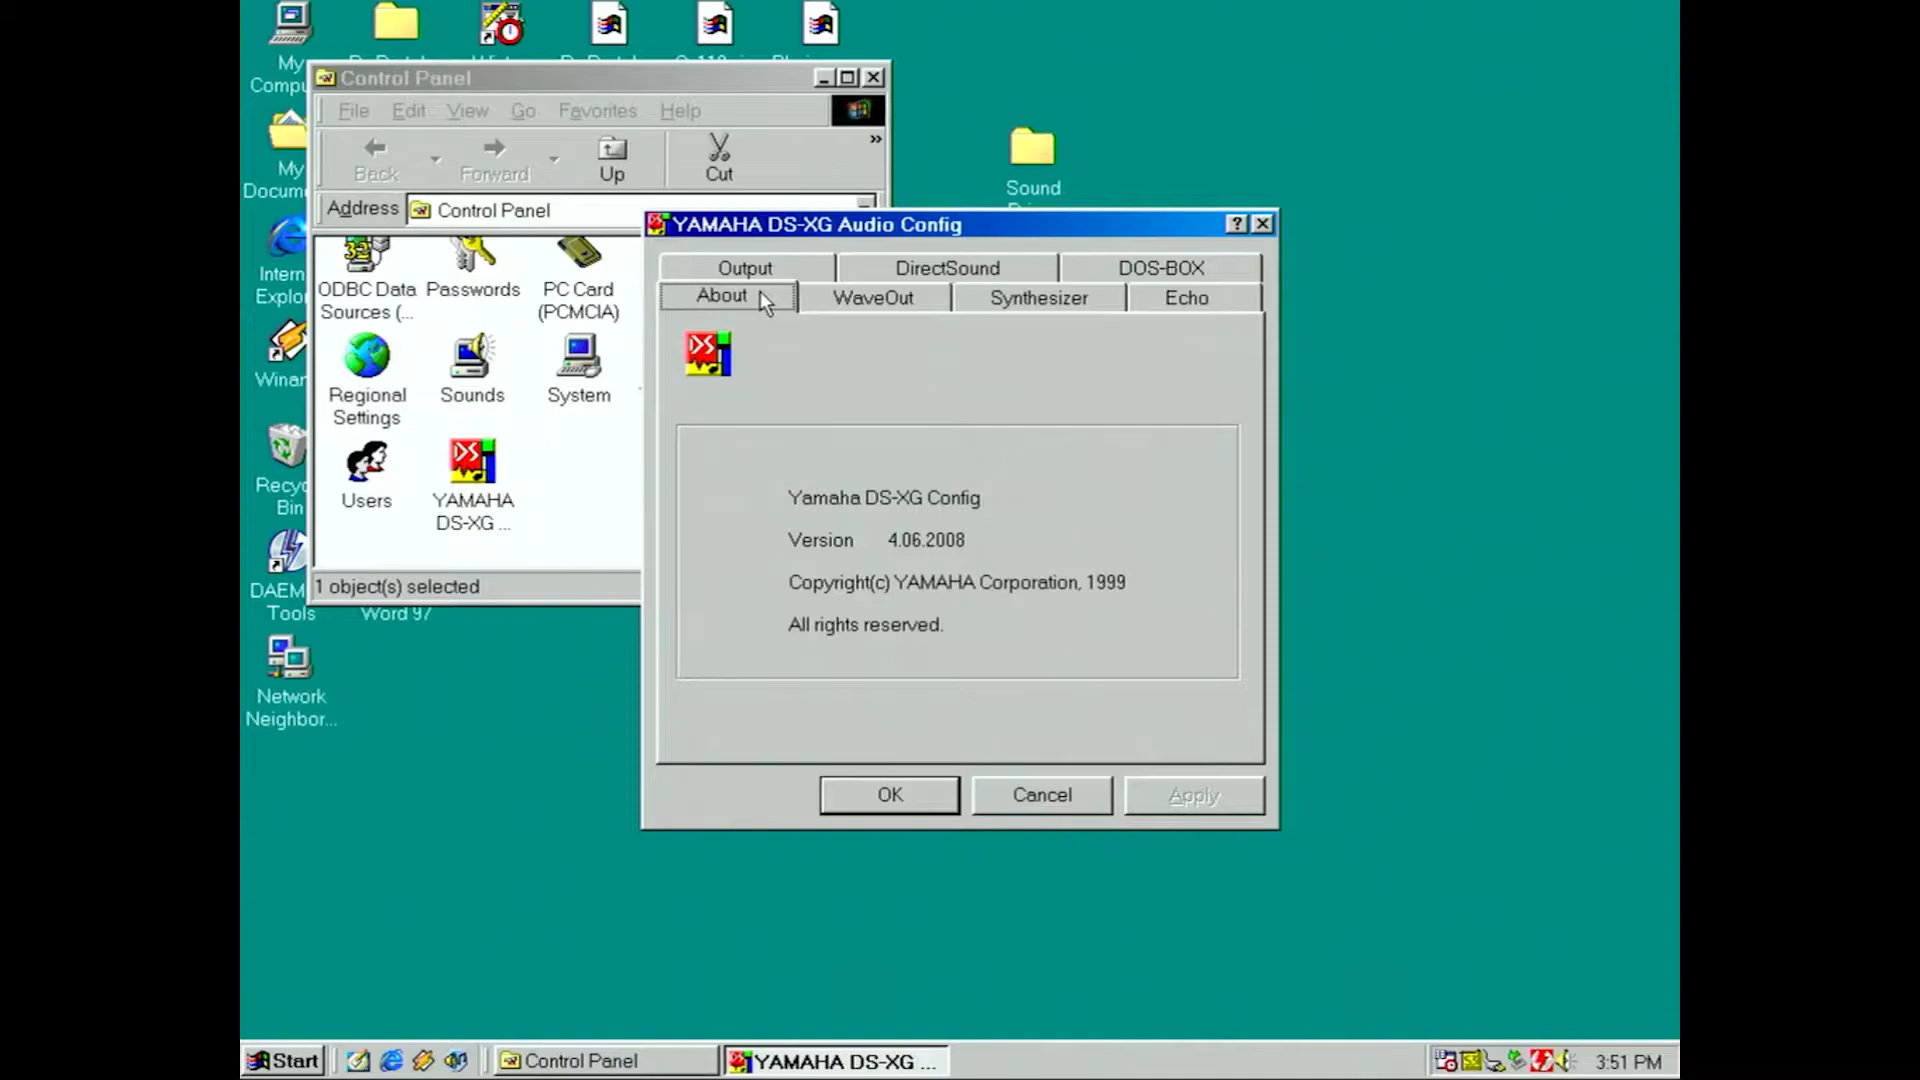 My
Compu
My
Docum
Intern
Explor
Winar
Recyc
Bin
DAEM
Tools
Word 97
Network
Neighbor...
Sound
Control Panel
File Edit View Go Favorites Help
Back Forward Up Cut »
Address Control Panel
ODBC Data
Sources (...
Passwords
PC Card
(PCMCIA)
Regional
Settings
Sounds
System
Users
YAMAHA
DS-XG ...
1 object(s) selected
YAMAHA DS-XG Audio Config
Output DirectSound DOS-BOX
About WaveOut Synthesizer Echo
DS
Yamaha DS-XG Config
Version 4.06.2008
Copyright(c) YAMAHA Corporation, 1999
All rights reserved.
OK Cancel Apply
Start Control Panel YAMAHA DS-XG ... 3:51 PM